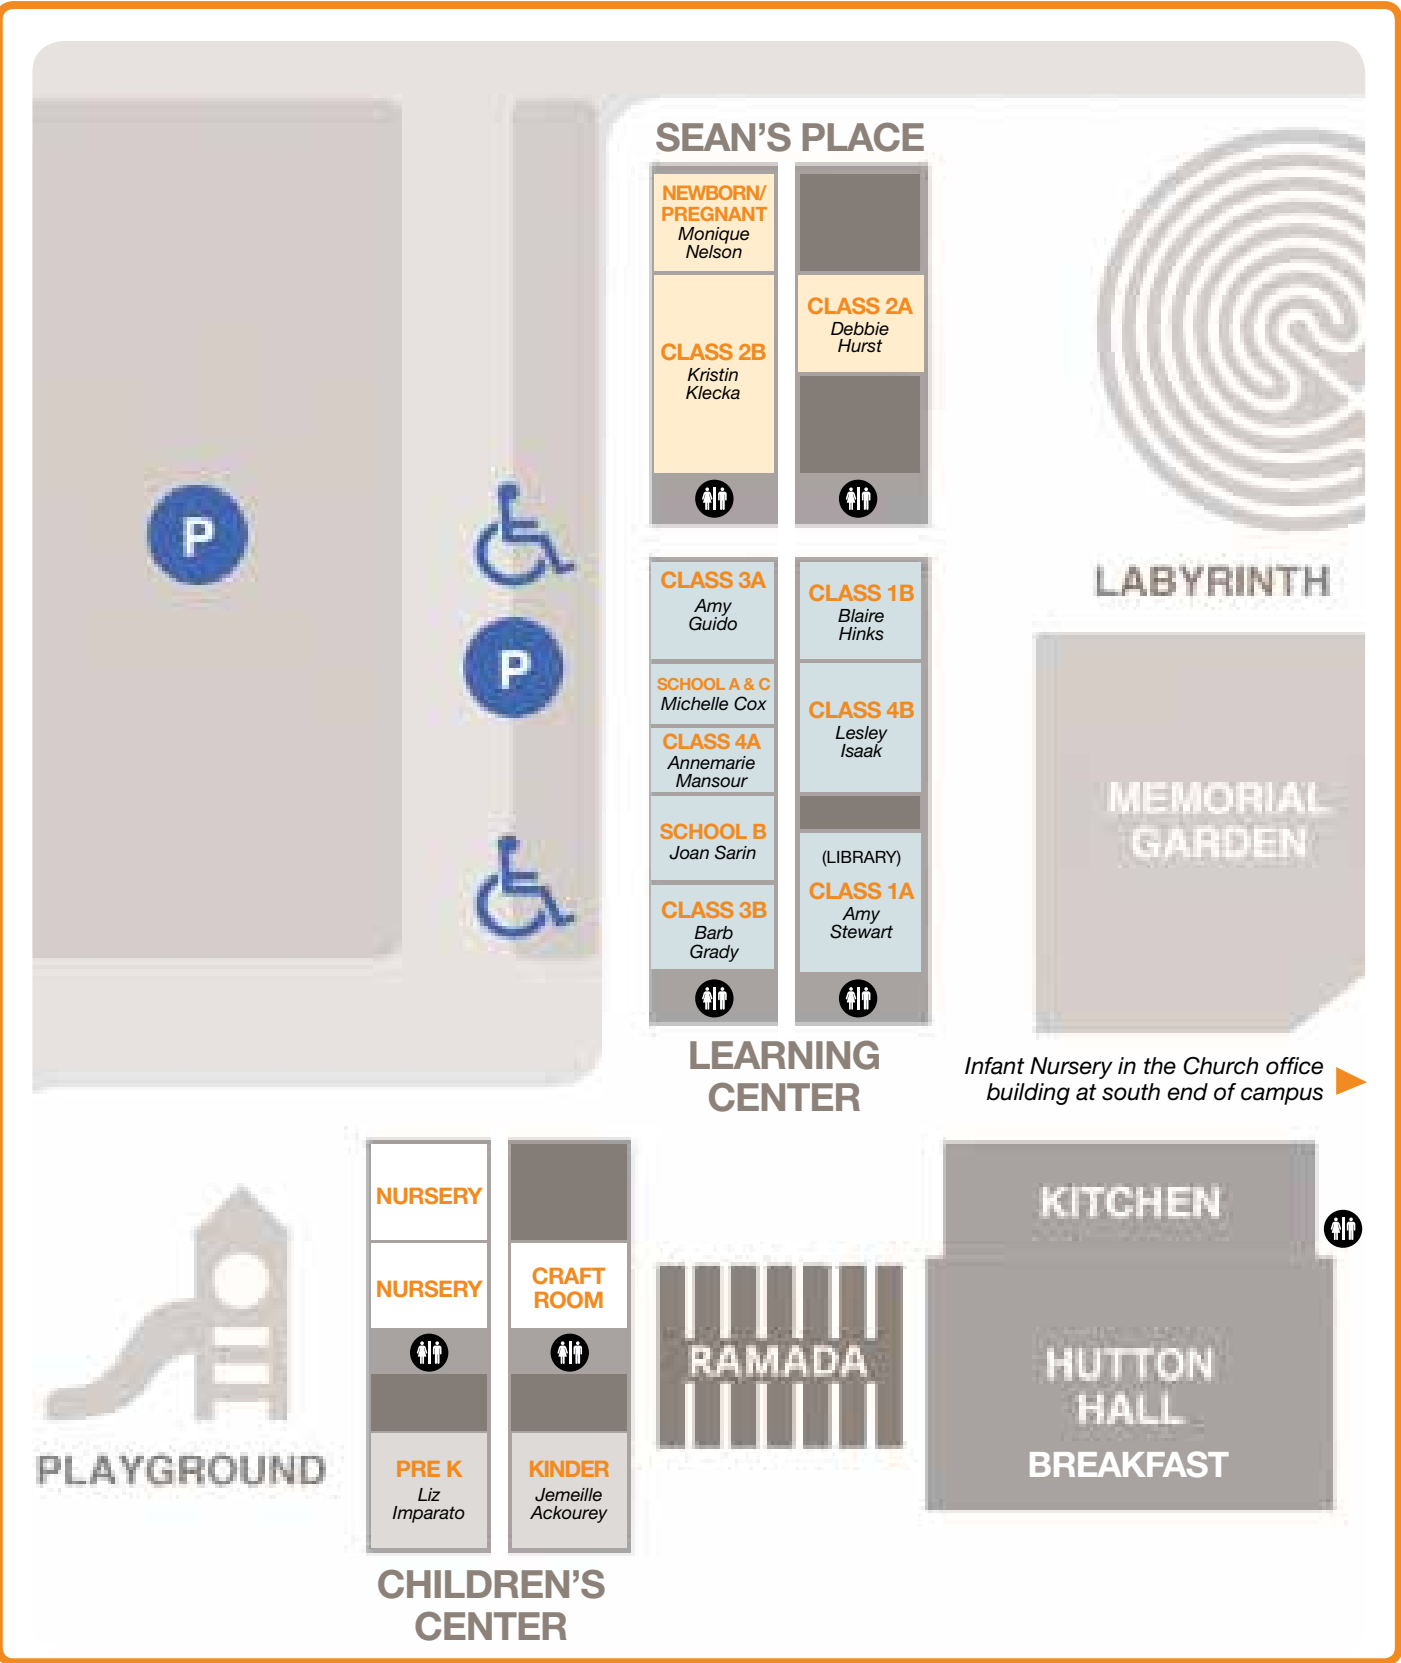 SEAN'S PLACE
NEWBORN/
PREGNANT
Monique
Nelson
CLASS 2B
Kristin
Klecka
CLASS 2A
Debbie
Hurst
P
P
LABYRINTH
CLASS 3A
Amy
Guido
SCHOOL A & C
Michelle Cox
CLASS 4A
Annemarie
Mansour
SCHOOL B
Joan Sarin
CLASS 3B
Barb
Grady
CLASS 1B
Blaire
Hinks
CLASS 4B
Lesley
Isaak
(LIBRARY)
CLASS 1A
Amy
Stewart
LEARNING
CENTER
MEMORIAL
GARDEN
Infant Nursery in the Church office
building at south end of campus
NURSERY
NURSERY
CRAFT
ROOM
PRE K
Liz
Imparato
KINDER
Jemeille
Ackourey
CHILDREN'S
CENTER
PLAYGROUND
RAMADA
KITCHEN
HUTTON
HALL
BREAKFAST